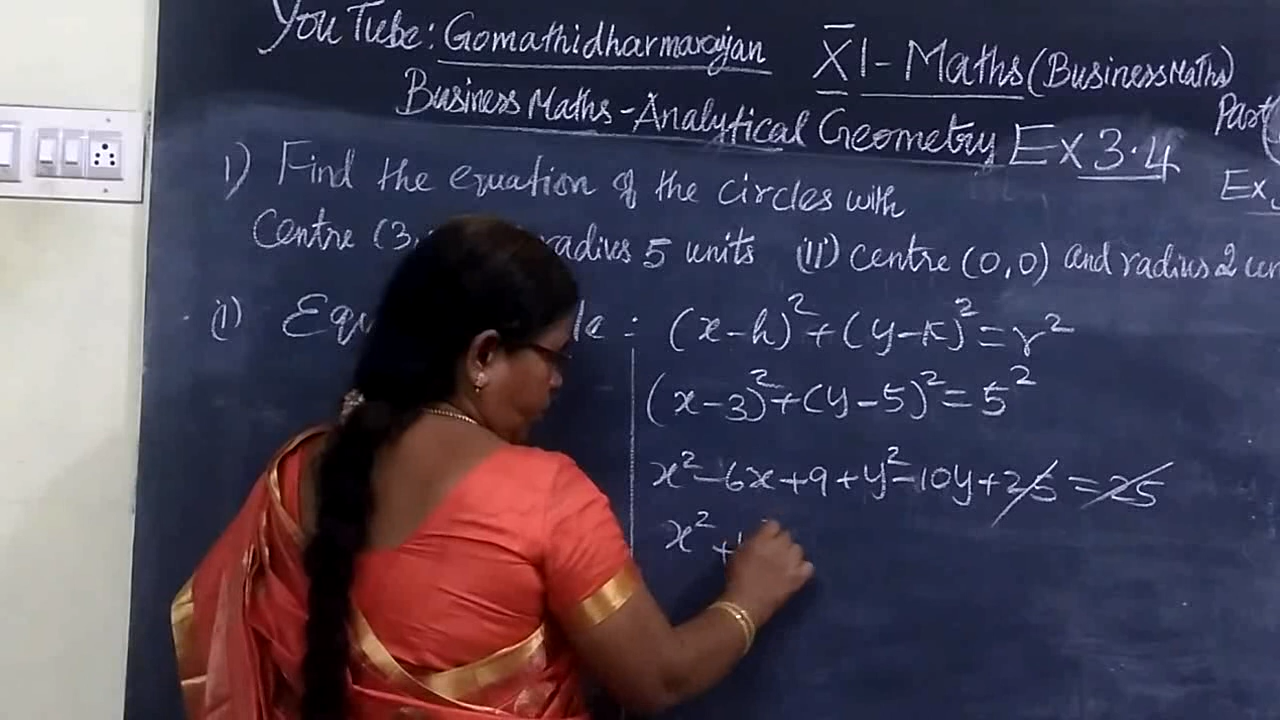 YouTube: Gomathidharmarajan XI - Maths (Business Maths)
Business Maths - Analytical Geometry Ex 3.4 Part
Ex
1) Find the equation of the circles with
Centre (3, radius 5 units (ii) centre (0,0) and radius 2
(i) : (x-h)² + (y-k)² = r²
(x-3)² + (y-5)² = 5²
x² - 6x + 9 + y² - 10y + 25 = 25
x² +